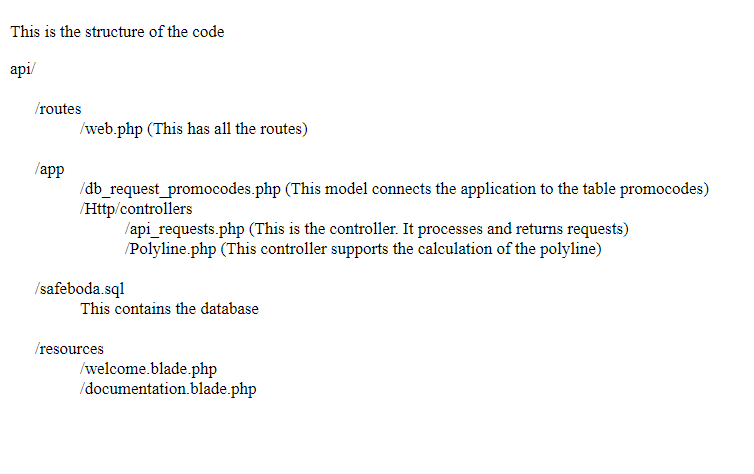 This is the structure of the code
api/
/routes
/web.php (This has all the routes)
/app
/db_request_promocodes.php (This model connects the application to the table promocodes)
/Http/controllers
/api_requests.php (This is the controller. It processes and returns requests)
/Polyline.php (This controller supports the calculation of the polyline)
/safeboda.sql
This contains the database
/resources
/welcome.blade.php
/documentation.blade.php